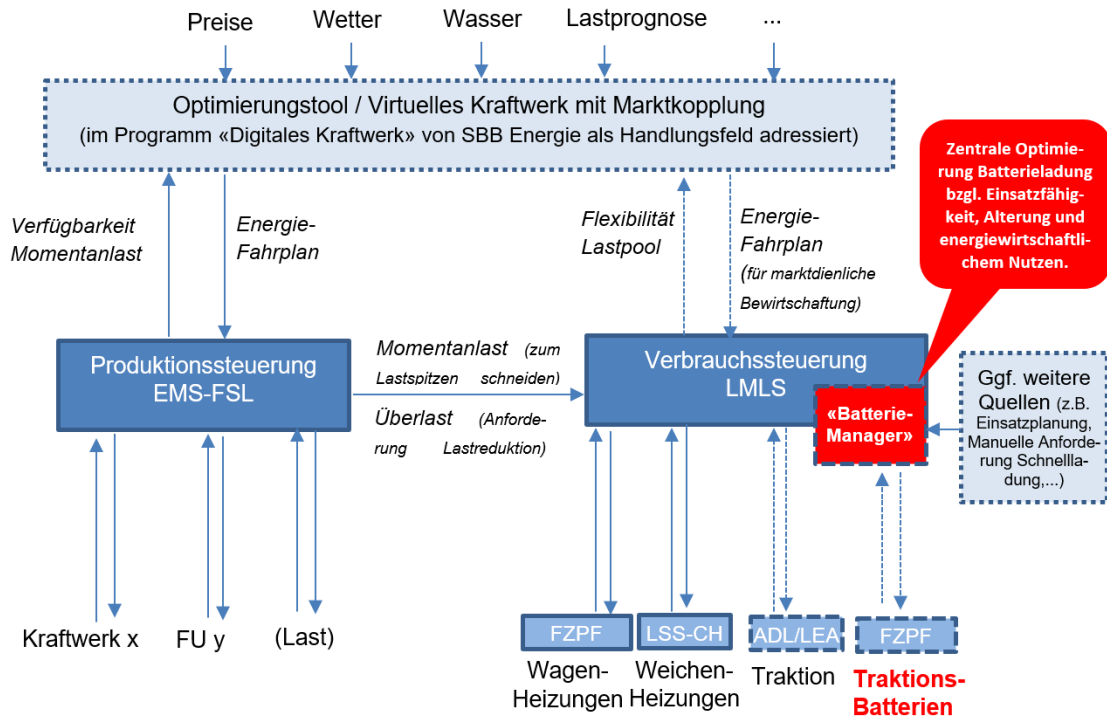 Preise
Wetter
Wasser
Lastprognose
...
Optimierungstool / Virtuelles Kraftwerk mit Marktkopplung
(im Programm «Digitales Kraftwerk» von SBB Energie als Handlungsfeld adressiert)
Zentrale Optimie-
rung Batterieladung
bzgl. Einsatzfähig-
keit, Alterung und
energiewirtschaftli-
chem Nutzen.
Verfügbarkeit
Momentanlast
Energie-
Fahrplan
Flexibilität
Lastpool
Energie-
Fahrplan
(für marktdienliche
Bewirtschaftung)
Produktionssteuerung
EMS-FSL
Momentanlast (zum
Lastspitzen schneiden)
Überlast (Anforde-
rung Lastreduktion)
Verbrauchssteuerung
LMLS
«Batterie-
Manager»
Ggf. weitere
Quellen (z.B.
Einsatzplanung,
Manuelle Anforde-
rung Schnellla-
dung,...)
Kraftwerk x
FU y
(Last)
FZPF
Wagen-
Heizungen
LSS-CH
Weichen-
Heizungen
ADL/LEA
Traktion
FZPF
Traktions-
Batterien